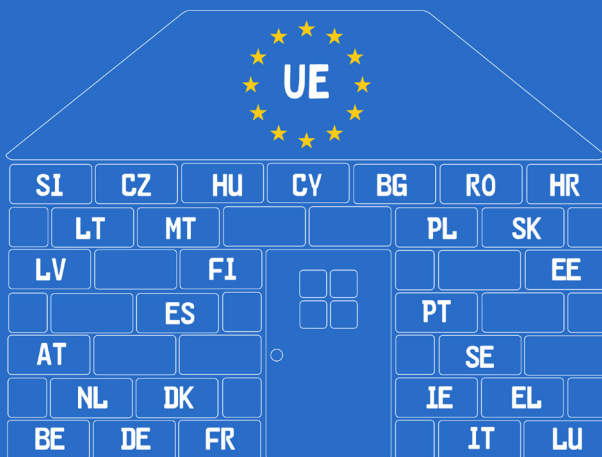 UE
SI CZ HU CY BG RO HR
LT MT PL SK
LV FI EE
ES PT
AT SE
NL DK IE EL
BE DE FR IT LU